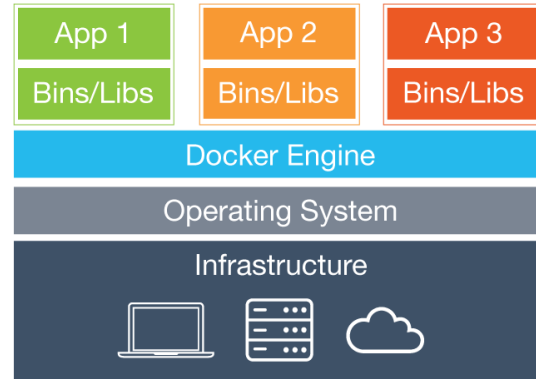 App 1
App 2
App 3
Bins/Libs
Bins/Libs
Bins/Libs
Docker Engine
Operating System
Infrastructure